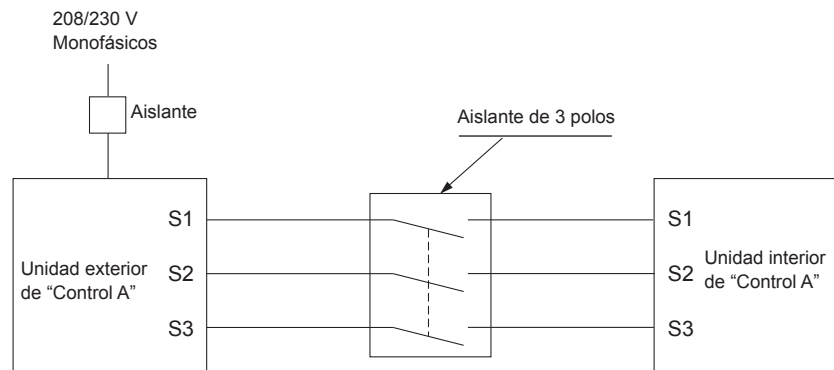 208/230 V
Monofásicos
Aislante
Aislante de 3 polos
Unidad exterior
de “Control A”
S1
S2
S3
S1
S2
S3
Unidad interior
de “Control A”